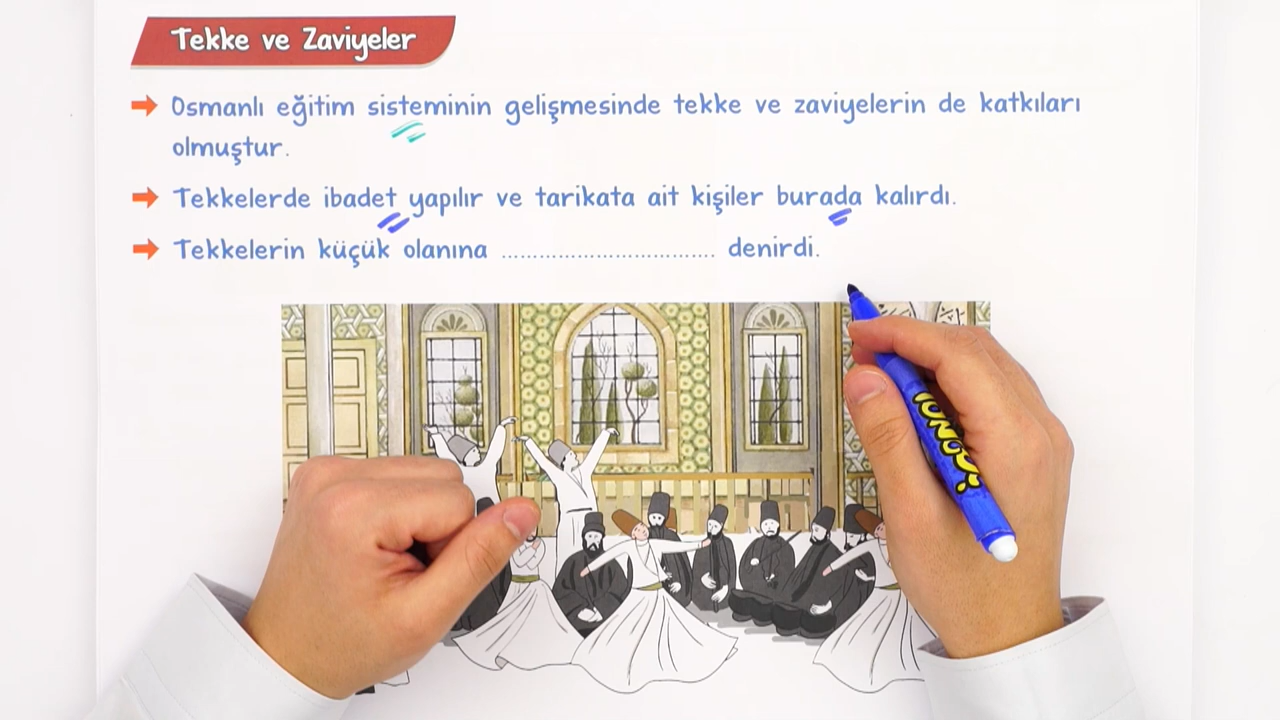 Tekke ve Zaviyeler
Osmanlı eğitim sisteminin gelişmesinde tekke ve zaviyelerin de katkıları
olmuştur.
Tekkelerde ibadet yapılır ve tarikata ait kişiler burada kalırdı.
Tekkelerin küçük olanına .................................. denirdi.